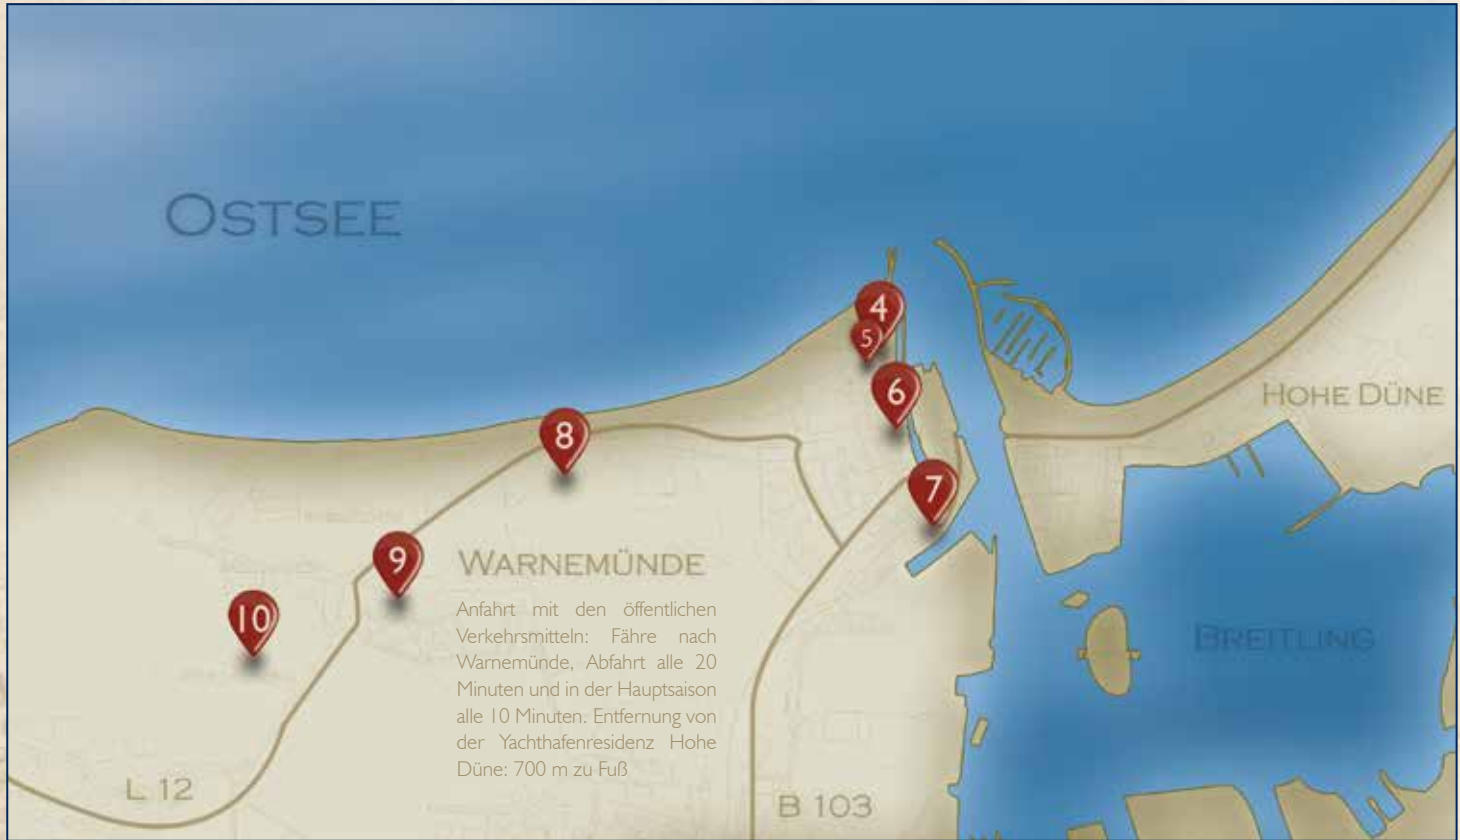 OSTSEE
4
5
6
HOHE DÜNE
8
7
9
WARNEMÜNDE
10
Anfahrt mit den öffentlichen
Verkehrsmitteln: Fähre nach
Warnemünde, Abfahrt alle 20
Minuten und in der Hauptsaison
alle 10 Minuten. Entfernung von
der Yachthafenresidenz Hohe
Düne: 700 m zu Fuß
BREITLING
L 12
B 103